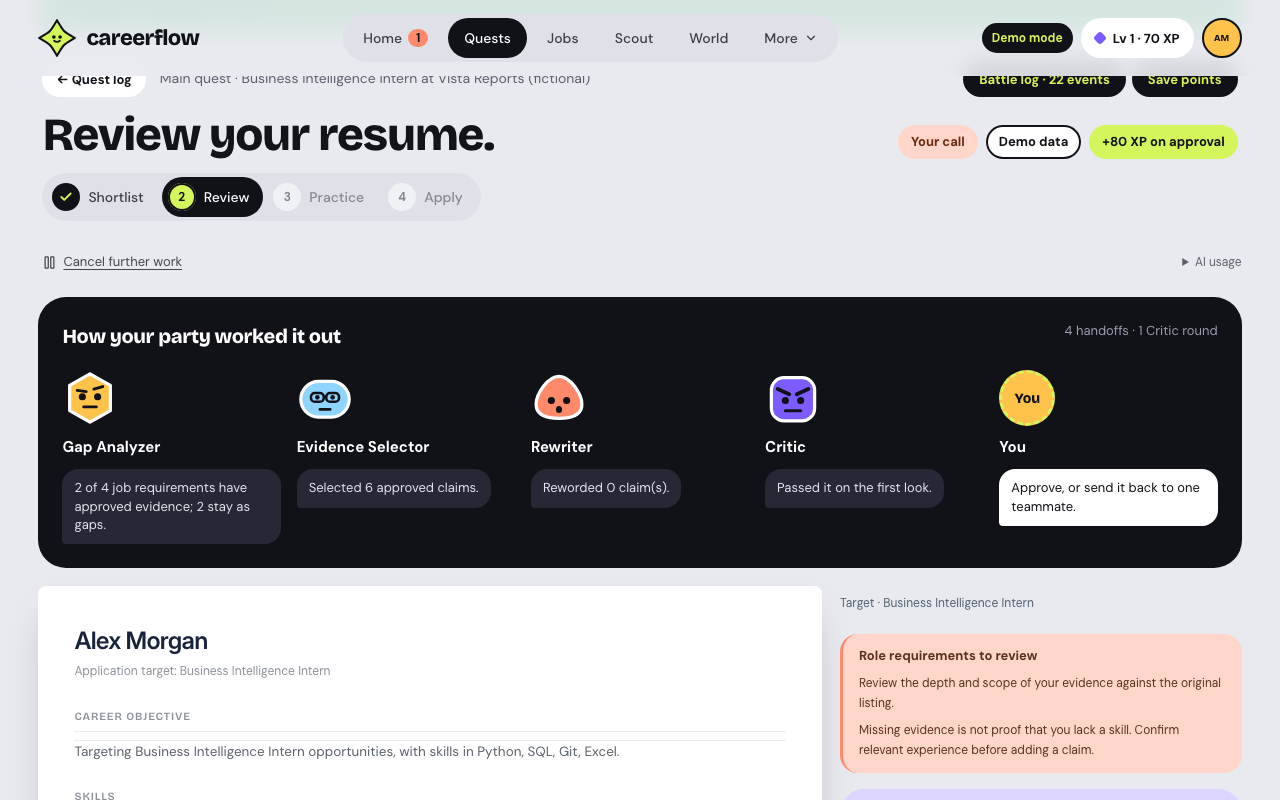 careerflow
Home 1
Quests
Jobs
Scout
World
More
Demo mode
Lv 1 · 70 XP
AM
← Quest log
Main quest · Business Intelligence Intern at Vista Reports (fictional)
Battle log · 22 events
Save points
Review your resume.
Your call
Demo data
+80 XP on approval
Shortlist
2 Review
3 Practice
4 Apply
Cancel further work
AI usage
How your party worked it out
4 handoffs · 1 Critic round
You
Gap Analyzer
Evidence Selector
Rewriter
Critic
You
2 of 4 job requirements have
approved evidence; 2 stay as
gaps.
Selected 6 approved claims.
Reworded 0 claim(s).
Passed it on the first look.
Approve, or send it back to one
teammate.
Alex Morgan
Application target: Business Intelligence Intern
CAREER OBJECTIVE
Targeting Business Intelligence Intern opportunities, with skills in Python, SQL, Git, Excel.
SKILLS
Target · Business Intelligence Intern
Role requirements to review
Review the depth and scope of your evidence against the original
listing.
Missing evidence is not proof that you lack a skill. Confirm
relevant experience before adding a claim.